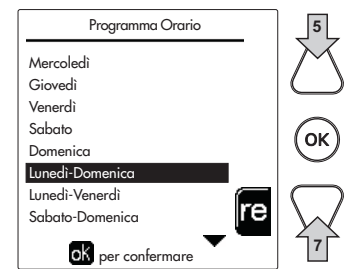 Programma Orario
Mercoledì
Giovedì
Venerdì
Sabato
Domenica
Lunedì-Domenica
Lunedì-Venerdì
Sabato-Domenica
re
ok per confermare
5
OK
7